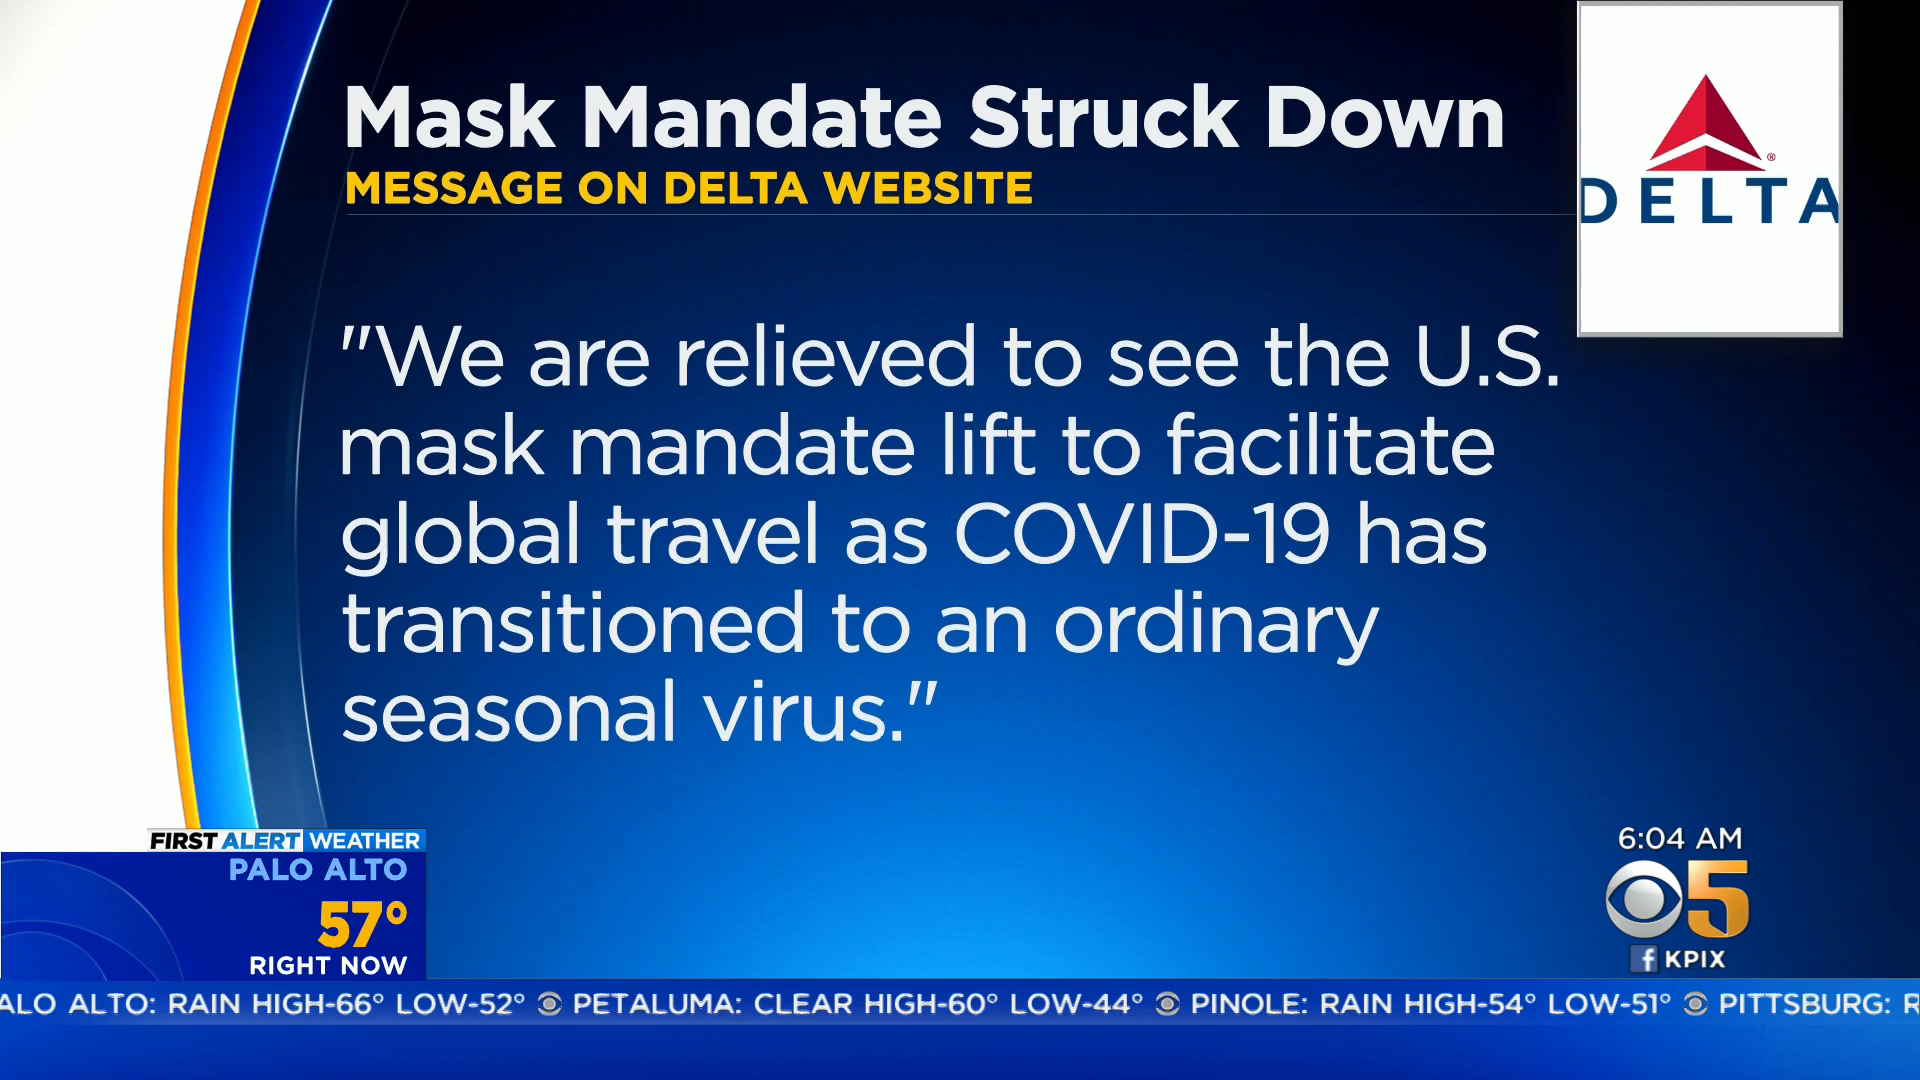 Mask Mandate Struck Down
MESSAGE ON DELTA WEBSITE
DELTA
"We are relieved to see the U.S.
mask mandate lift to facilitate
global travel as COVID-19 has
transitioned to an ordinary
seasonal virus."
FIRST ALERT WEATHER
PALO ALTO
57°
RIGHT NOW
6:04 AM
5
f KPIX
ALO ALTO: RAIN HIGH-66° LOW-52° PETALUMA: CLEAR HIGH-60° LOW-44° PINOLE: RAIN HIGH-54° LOW-51° PITTSBURG: R